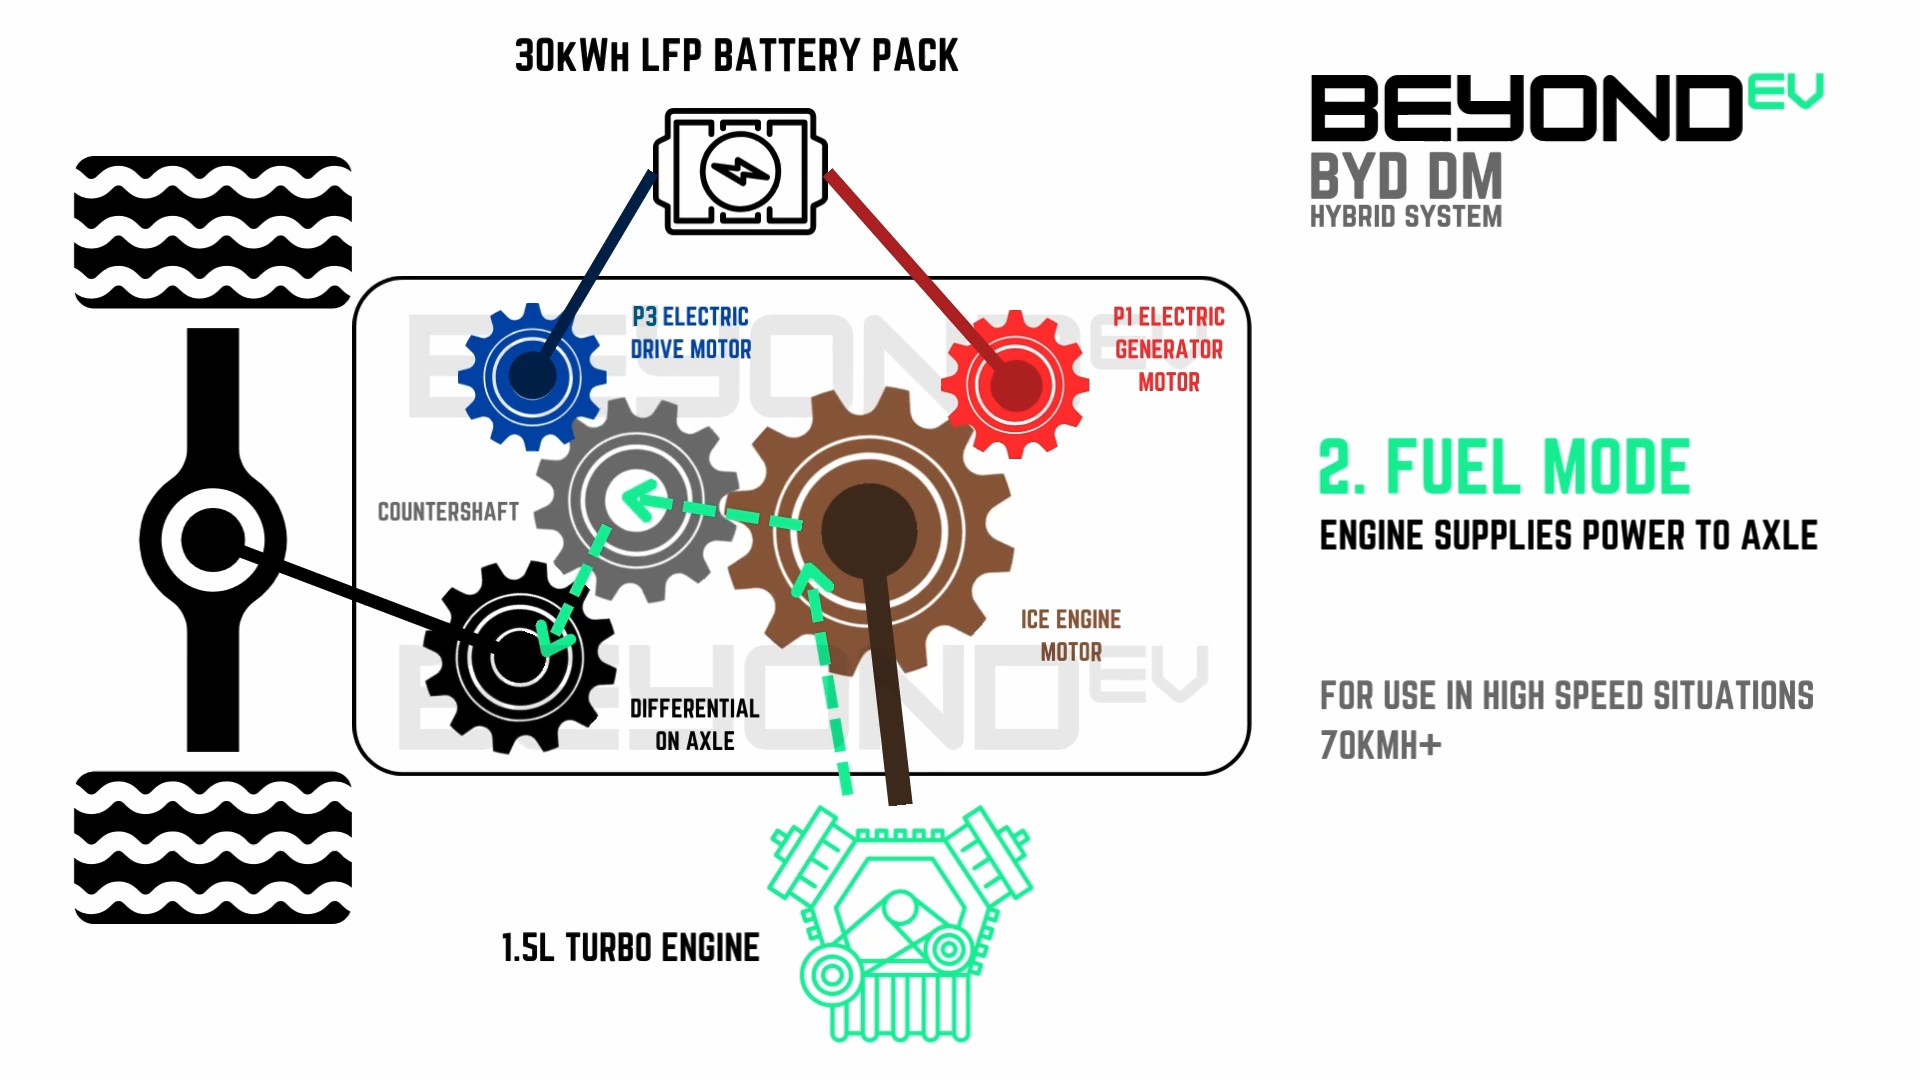 30kWh LFP BATTERY PACK
BEYONDEV
BYD DM
HYBRID SYSTEM
P3 ELECTRIC
DRIVE MOTOR
P1 ELECTRIC
GENERATOR
MOTOR
BEYONDEV
COUNTERSHAFT
2. FUEL MODE
ENGINE SUPPLIES POWER TO AXLE
ICE ENGINE
MOTOR
BEYONDEV
DIFFERENTIAL
ON AXLE
FOR USE IN HIGH SPEED SITUATIONS
70KMH+
1.5L TURBO ENGINE